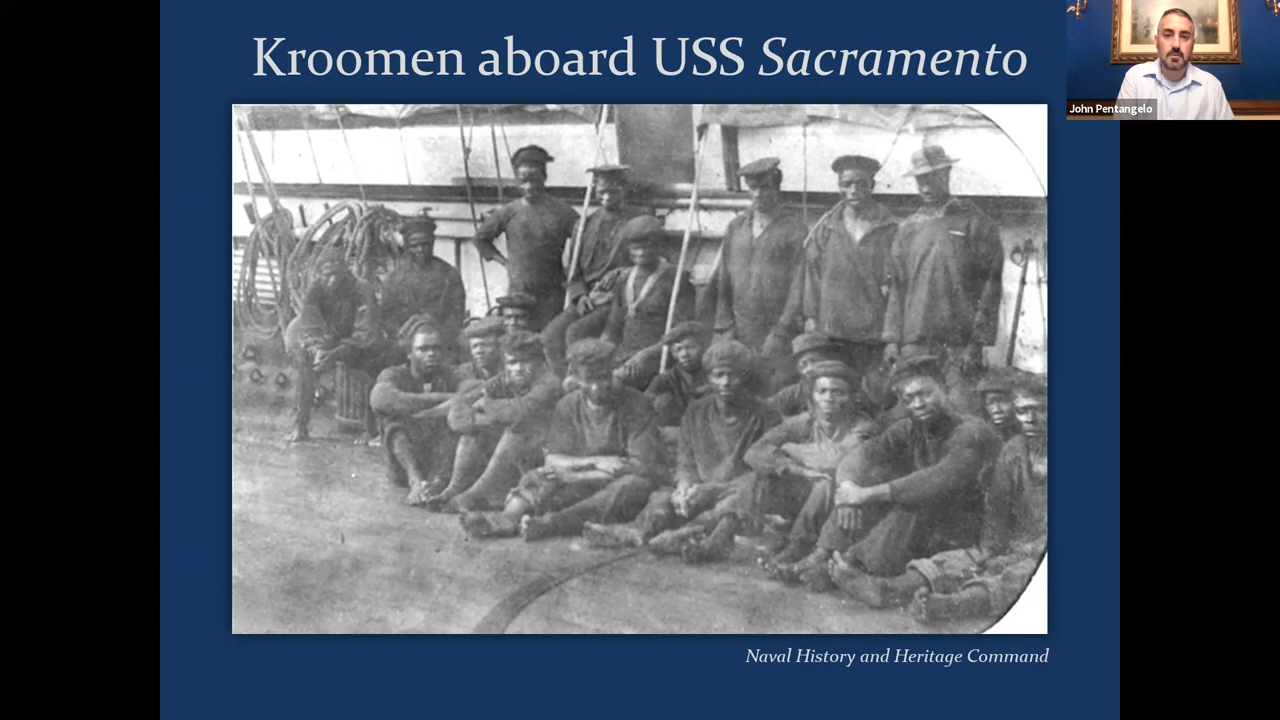 Kroomen aboard USS Sacramento
John Pentangelo
Naval History and Heritage Command